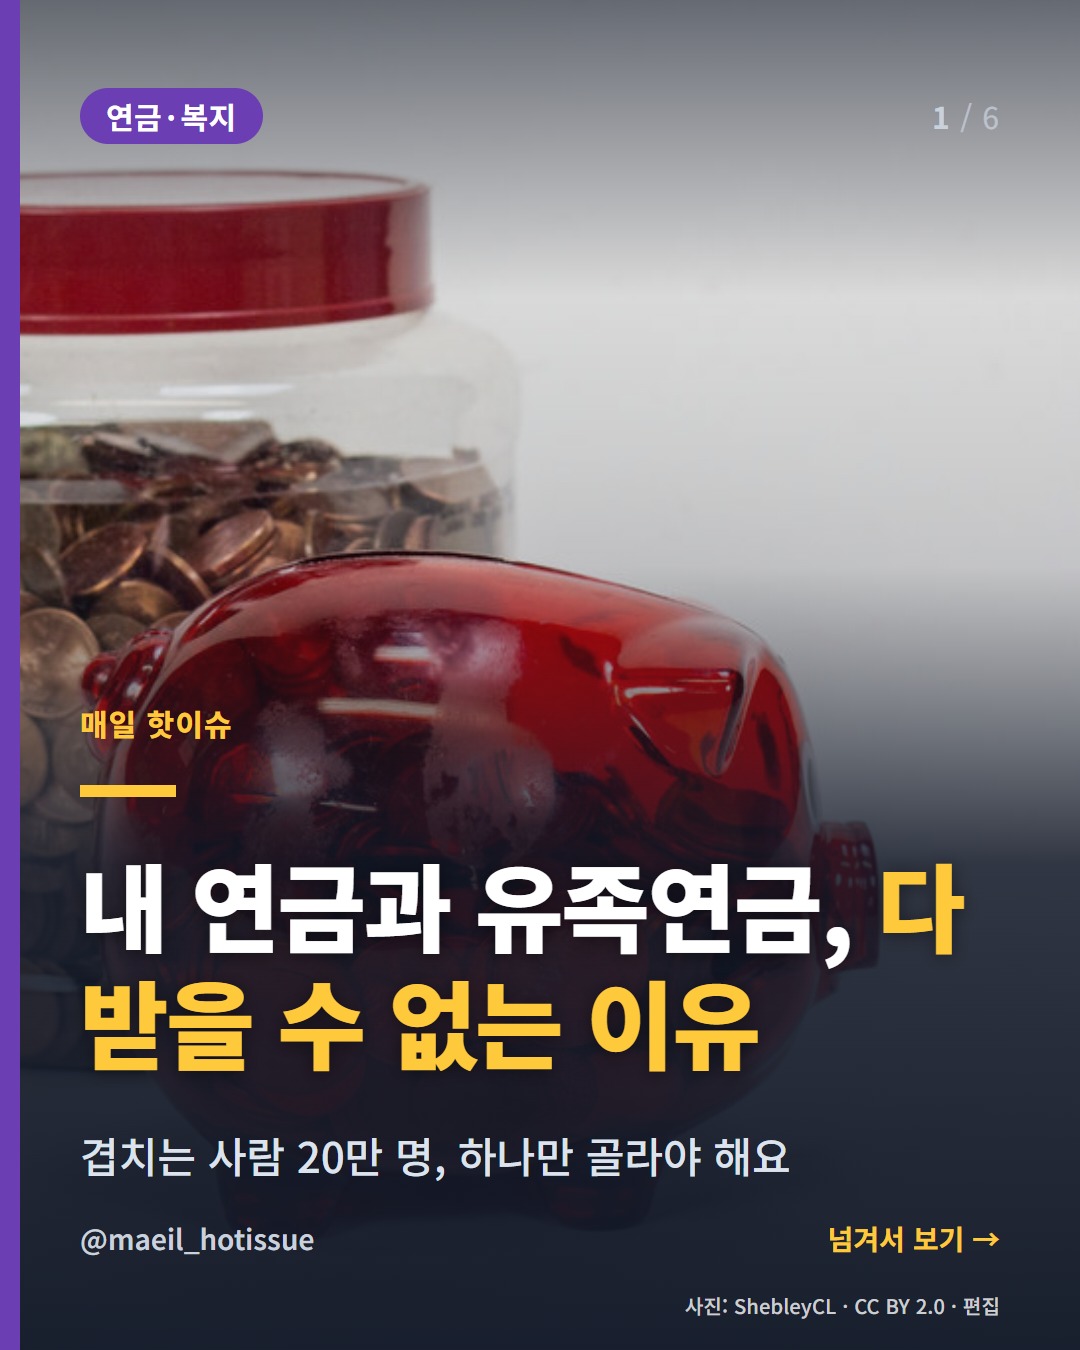 연금·복지
1 / 6
매일 핫이슈
내 연금과 유족연금, 다
받을 수 없는 이유
겹치는 사람 20만 명, 하나만 골라야 해요
@maeil_hotissue
넘겨서 보기 →
사진: ShebleyCL · CC BY 2.0 · 편집